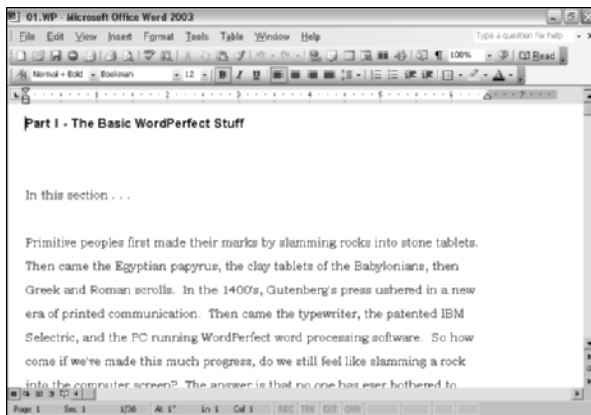 01.WP - Microsoft Office Word 2003
File Edit View Insert Format Tools Table Window Help Type a question for help
100% Read
Normal + Bold Bookman 12 B I U A
1 2 3 4 5 6 7
Part I - The Basic WordPerfect Stuff
In this section . . .
Primitive peoples first made their marks by slamming rocks into stone tablets.
Then came the Egyptian papyrus, the clay tablets of the Babylonians, then
Greek and Roman scrolls. In the 1400's, Gutenberg's press ushered in a new
era of printed communication. Then came the typewriter, the patented IBM
Selectric, and the PC running WordPerfect word processing software. So how
come if we've made this much progress, do we still feel like slamming a rock
into the computer screen? The answer is that no one has ever bothered to
Page 1 Sec 1 1/30 At 1" Ln 1 Col 1 REC TRK EXT OVR